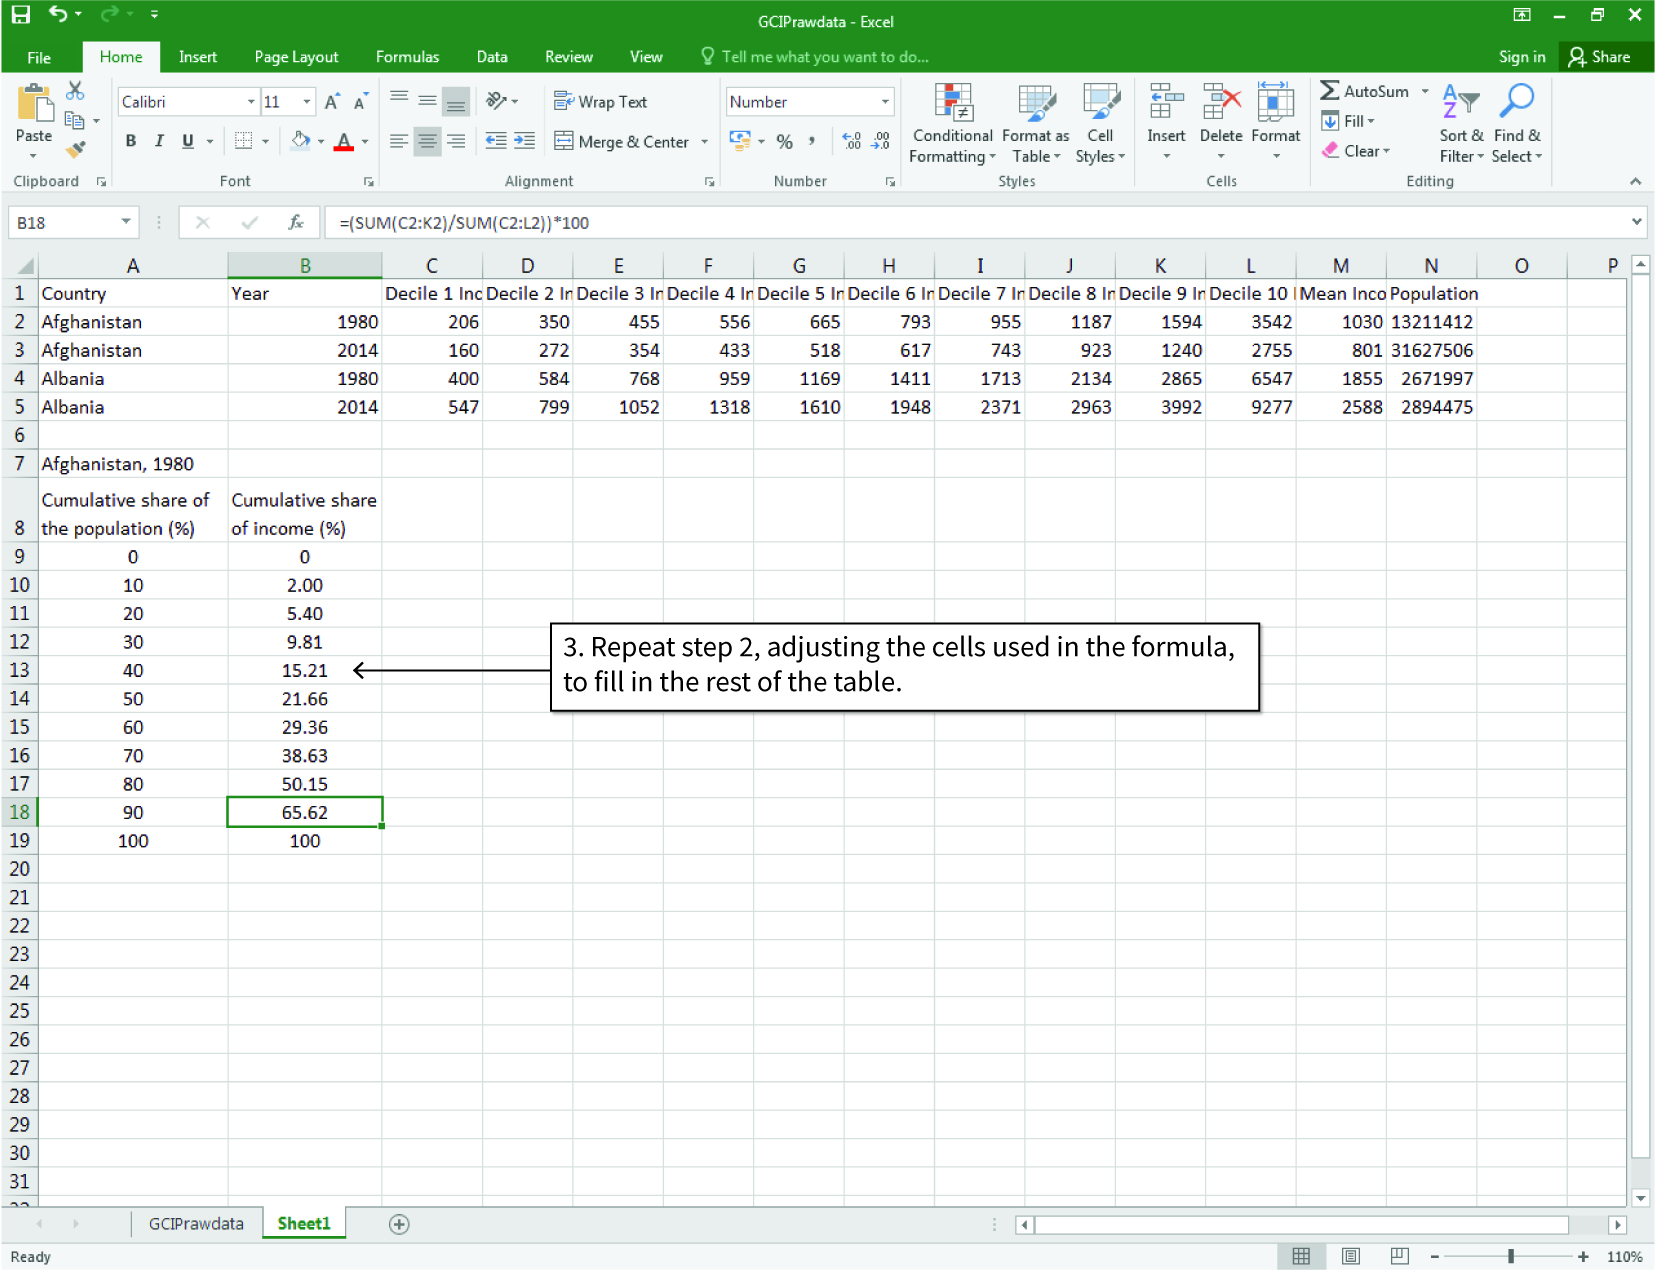 GCIPrawdata - Excel
File Home Insert Page Layout Formulas Data Review View Tell me what you want to do... Sign in Share
Calibri 11 Wrap Text Number AutoSum
Paste B I U A Merge & Center % Conditional Formatting Format as Table Cell Styles Insert Delete Format Fill Clear Sort & Filter Find & Select
Clipboard Font Alignment Number Styles Cells Editing
B18 fx =(SUM(C2:K2)/SUM(C2:L2))*100
A B C D E F G H I J K L M N O P
1 Country Year Decile 1 Inc Decile 2 In Decile 3 In Decile 4 In Decile 5 In Decile 6 In Decile 7 In Decile 8 In Decile 9 In Decile 10 I Mean Inco Population
2 Afghanistan 1980 206 350 455 556 665 793 955 1187 1594 3542 1030 13211412
3 Afghanistan 2014 160 272 354 433 518 617 743 923 1240 2755 801 31627506
4 Albania 1980 400 584 768 959 1169 1411 1713 2134 2865 6547 1855 2671997
5 Albania 2014 547 799 1052 1318 1610 1948 2371 2963 3992 9277 2588 2894475
6
7 Afghanistan, 1980
Cumulative share of Cumulative share
8 the population (%) of income (%)
9 0 0
10 10 2.00
11 20 5.40
12 30 9.81
3. Repeat step 2, adjusting the cells used in the formula,
to fill in the rest of the table.
13 40 15.21
14 50 21.66
15 60 29.36
16 70 38.63
17 80 50.15
18 90 65.62
19 100 100
20
21
22
23
24
25
26
27
28
29
30
31
GCIPrawdata Sheet1
Ready 110%